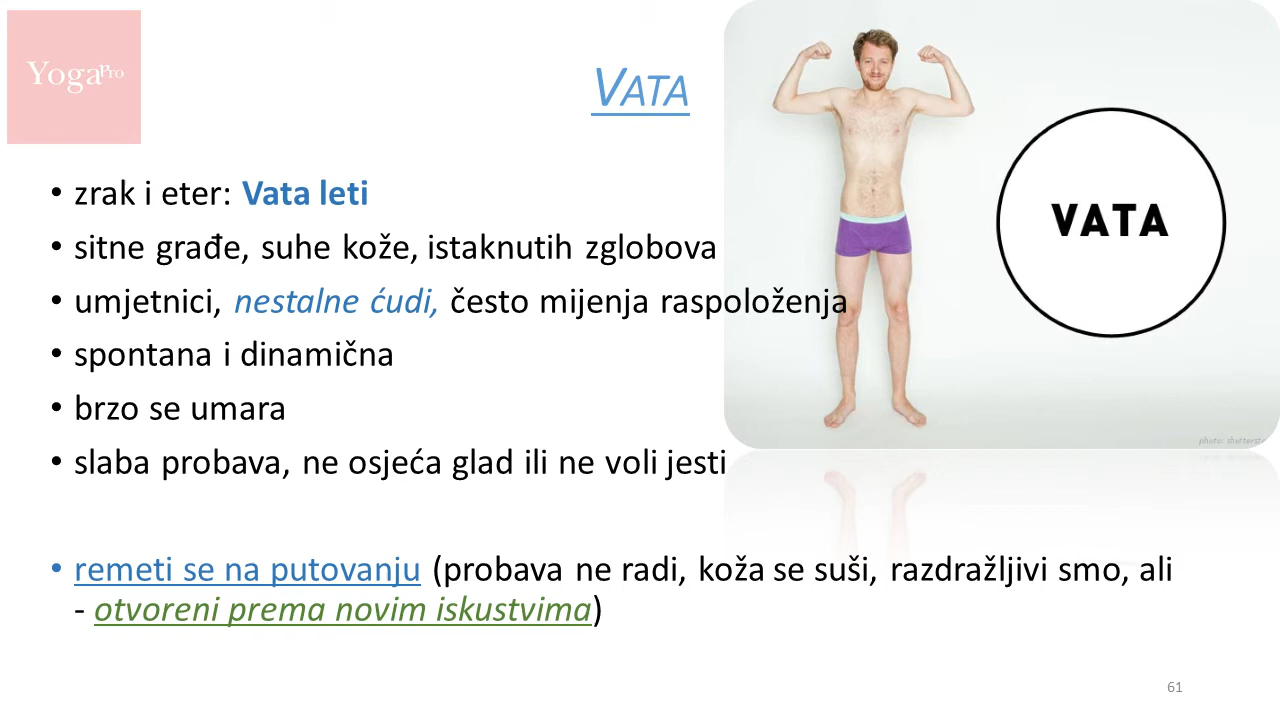 YogaPro
VATA
• zrak i eter: Vata leti
• sitne građe, suhe kože, istaknutih zglobova
• umjetnici, nestalne ćudi, često mijenja raspoloženja
• spontana i dinamična
• brzo se umara
• slaba probava, ne osjeća glad ili ne voli jesti
• remeti se na putovanju (probava ne radi, koža se suši, razdražljivi smo, ali
- otvoreni prema novim iskustvima)
VATA
photo: shutterst
61